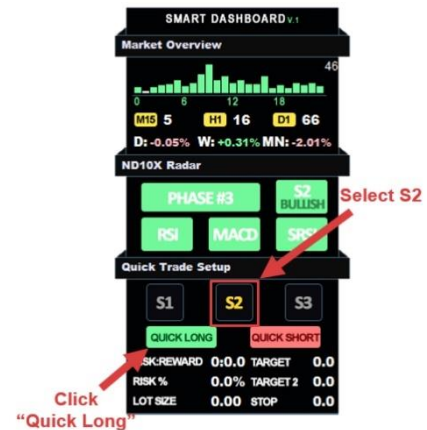 SMART DASHBOARD V.1
Market Overview
46
0 6 12 18
M15 5 H1 16 D1 66
D: -0.05% W: +0.31% MN: -2.01%
ND10X Radar
PHASE #3 S2 BULLISH
Select S2
RSI MACD SRSI
Quick Trade Setup
S1 S2 S3
QUICK LONG QUICK SHORT
0:0.0 TARGET 0.0
RISK % 0.0% TARGET 2 0.0
LOT SIZE 0.00 STOP 0.0
Click
“Quick Long”